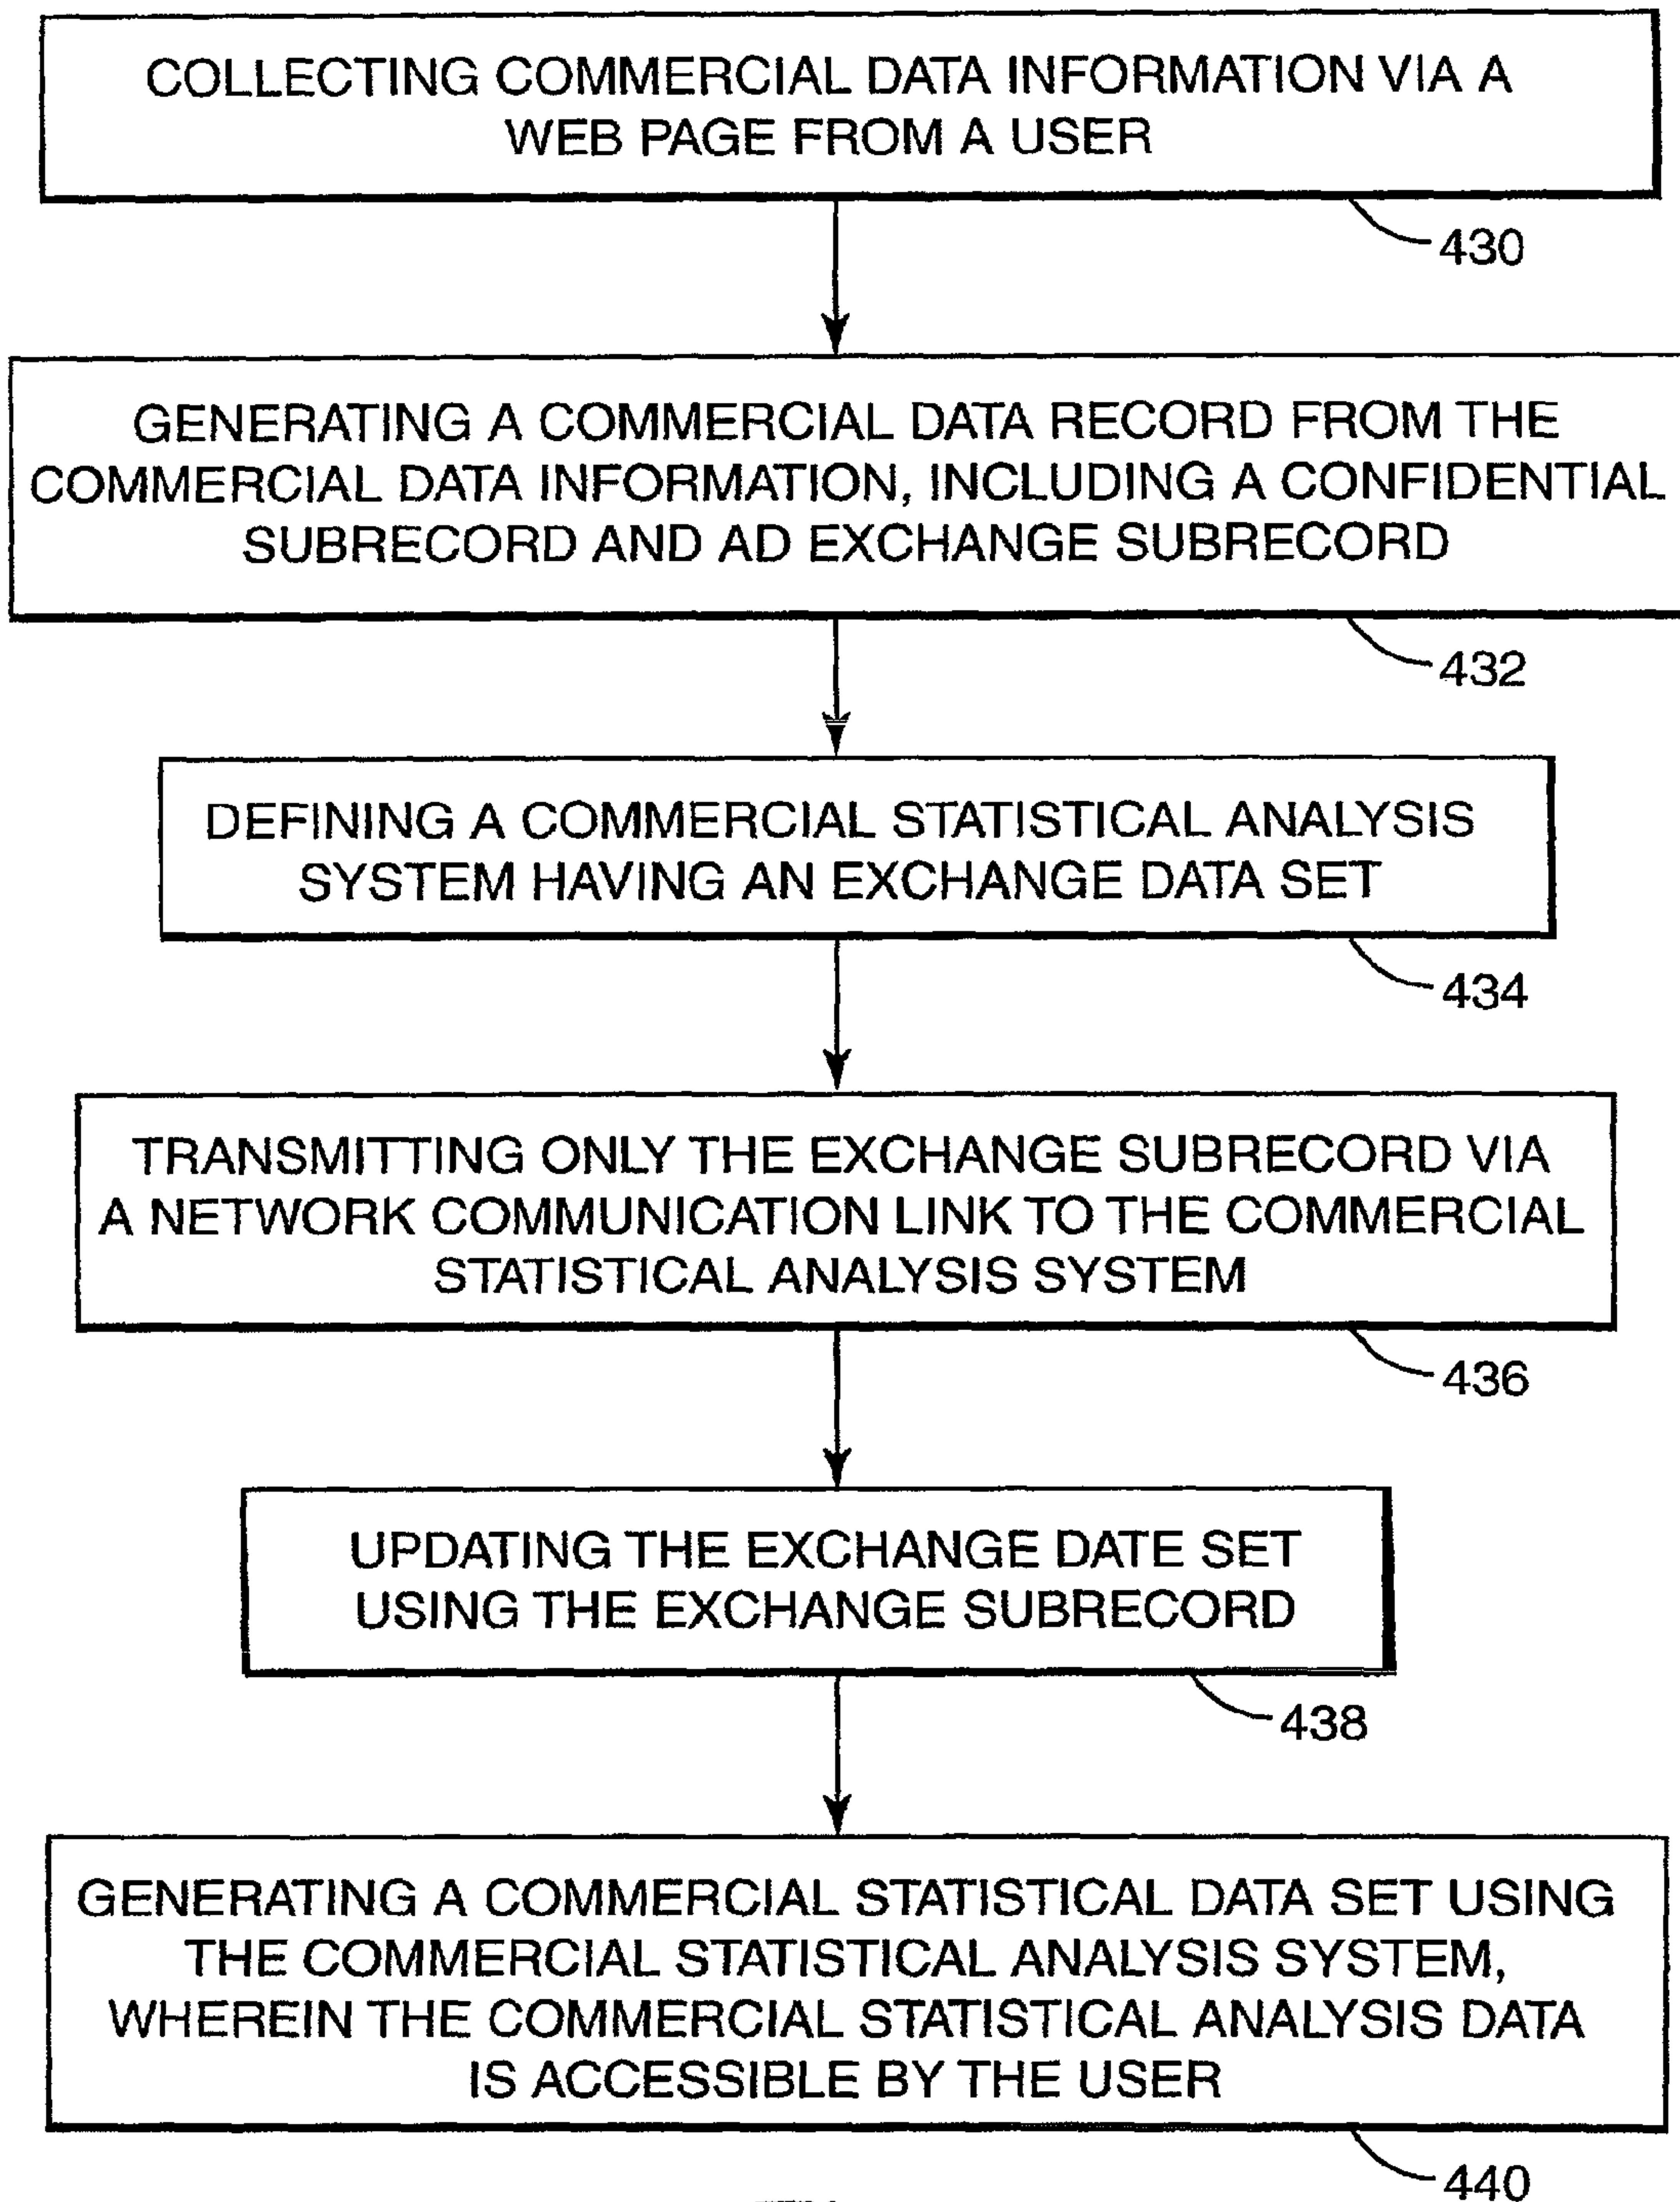 COLLECTING COMMERCIAL DATA INFORMATION VIA A
WEB PAGE FROM A USER
430
GENERATING A COMMERCIAL DATA RECORD FROM THE
COMMERCIAL DATA INFORMATION, INCLUDING A CONFIDENTIAL
SUBRECORD AND AD EXCHANGE SUBRECORD
432
DEFINING A COMMERCIAL STATISTICAL ANALYSIS
SYSTEM HAVING AN EXCHANGE DATA SET
434
TRANSMITTING ONLY THE EXCHANGE SUBRECORD VIA
A NETWORK COMMUNICATION LINK TO THE COMMERCIAL
STATISTICAL ANALYSIS SYSTEM
436
UPDATING THE EXCHANGE DATE SET
USING THE EXCHANGE SUBRECORD
438
GENERATING A COMMERCIAL STATISTICAL DATA SET USING
THE COMMERCIAL STATISTICAL ANALYSIS SYSTEM,
WHEREIN THE COMMERCIAL STATISTICAL ANALYSIS DATA
IS ACCESSIBLE BY THE USER
440